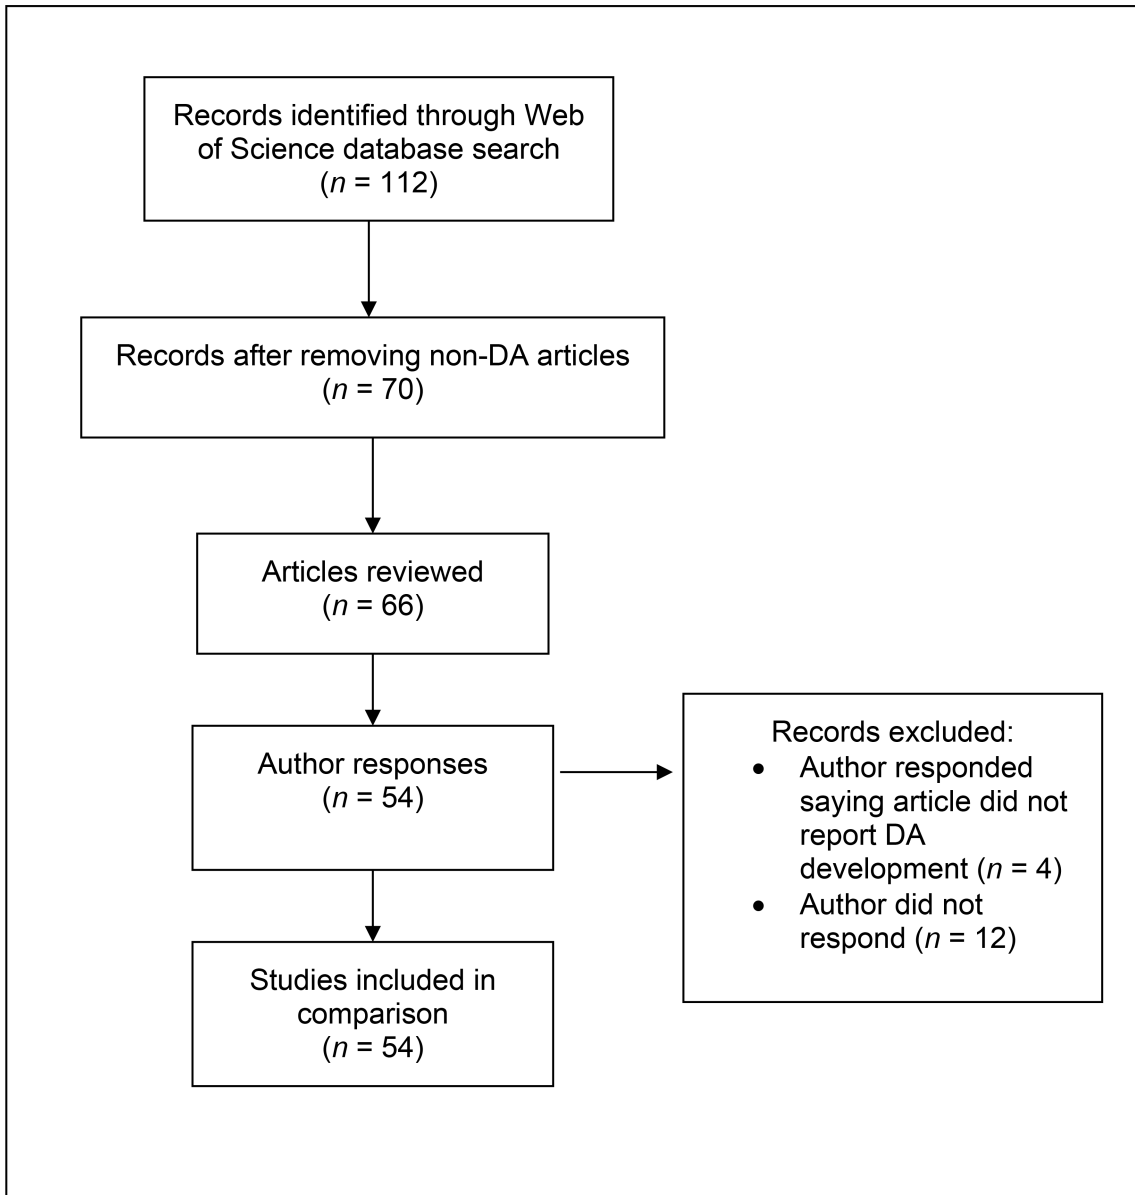 Records identified through Web
of Science database search
(n = 112)
Records after removing non-DA articles
(n = 70)
Articles reviewed
(n = 66)
Author responses
(n = 54)
Records excluded:
• Author responded
saying article did not
report DA
development (n = 4)
• Author did not
respond (n = 12)
Studies included in
comparison
(n = 54)